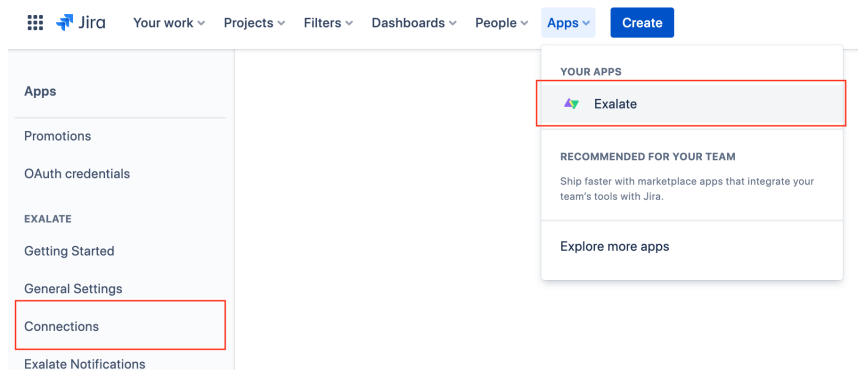 Jira Your work Projects Filters Dashboards People Apps Create
Apps
Promotions
OAuth credentials
EXALATE
Getting Started
General Settings
Connections
Exalate Notifications
YOUR APPS
Exalate
RECOMMENDED FOR YOUR TEAM
Ship faster with marketplace apps that integrate your
team's tools with Jira.
Explore more apps